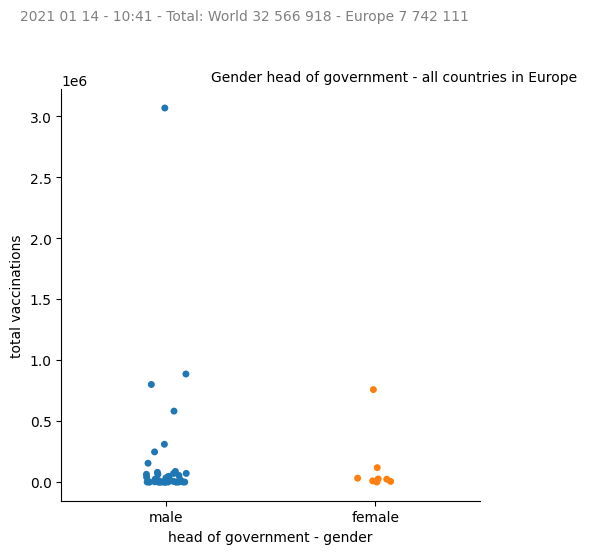 2021 01 14 - 10:41 - Total: World 32 566 918 - Europe 7 742 111
Gender head of government - all countries in Europe
1e6
3.0
2.5
2.0
1.5
1.0
0.5
0.0
total vaccinations
male
female
head of government - gender